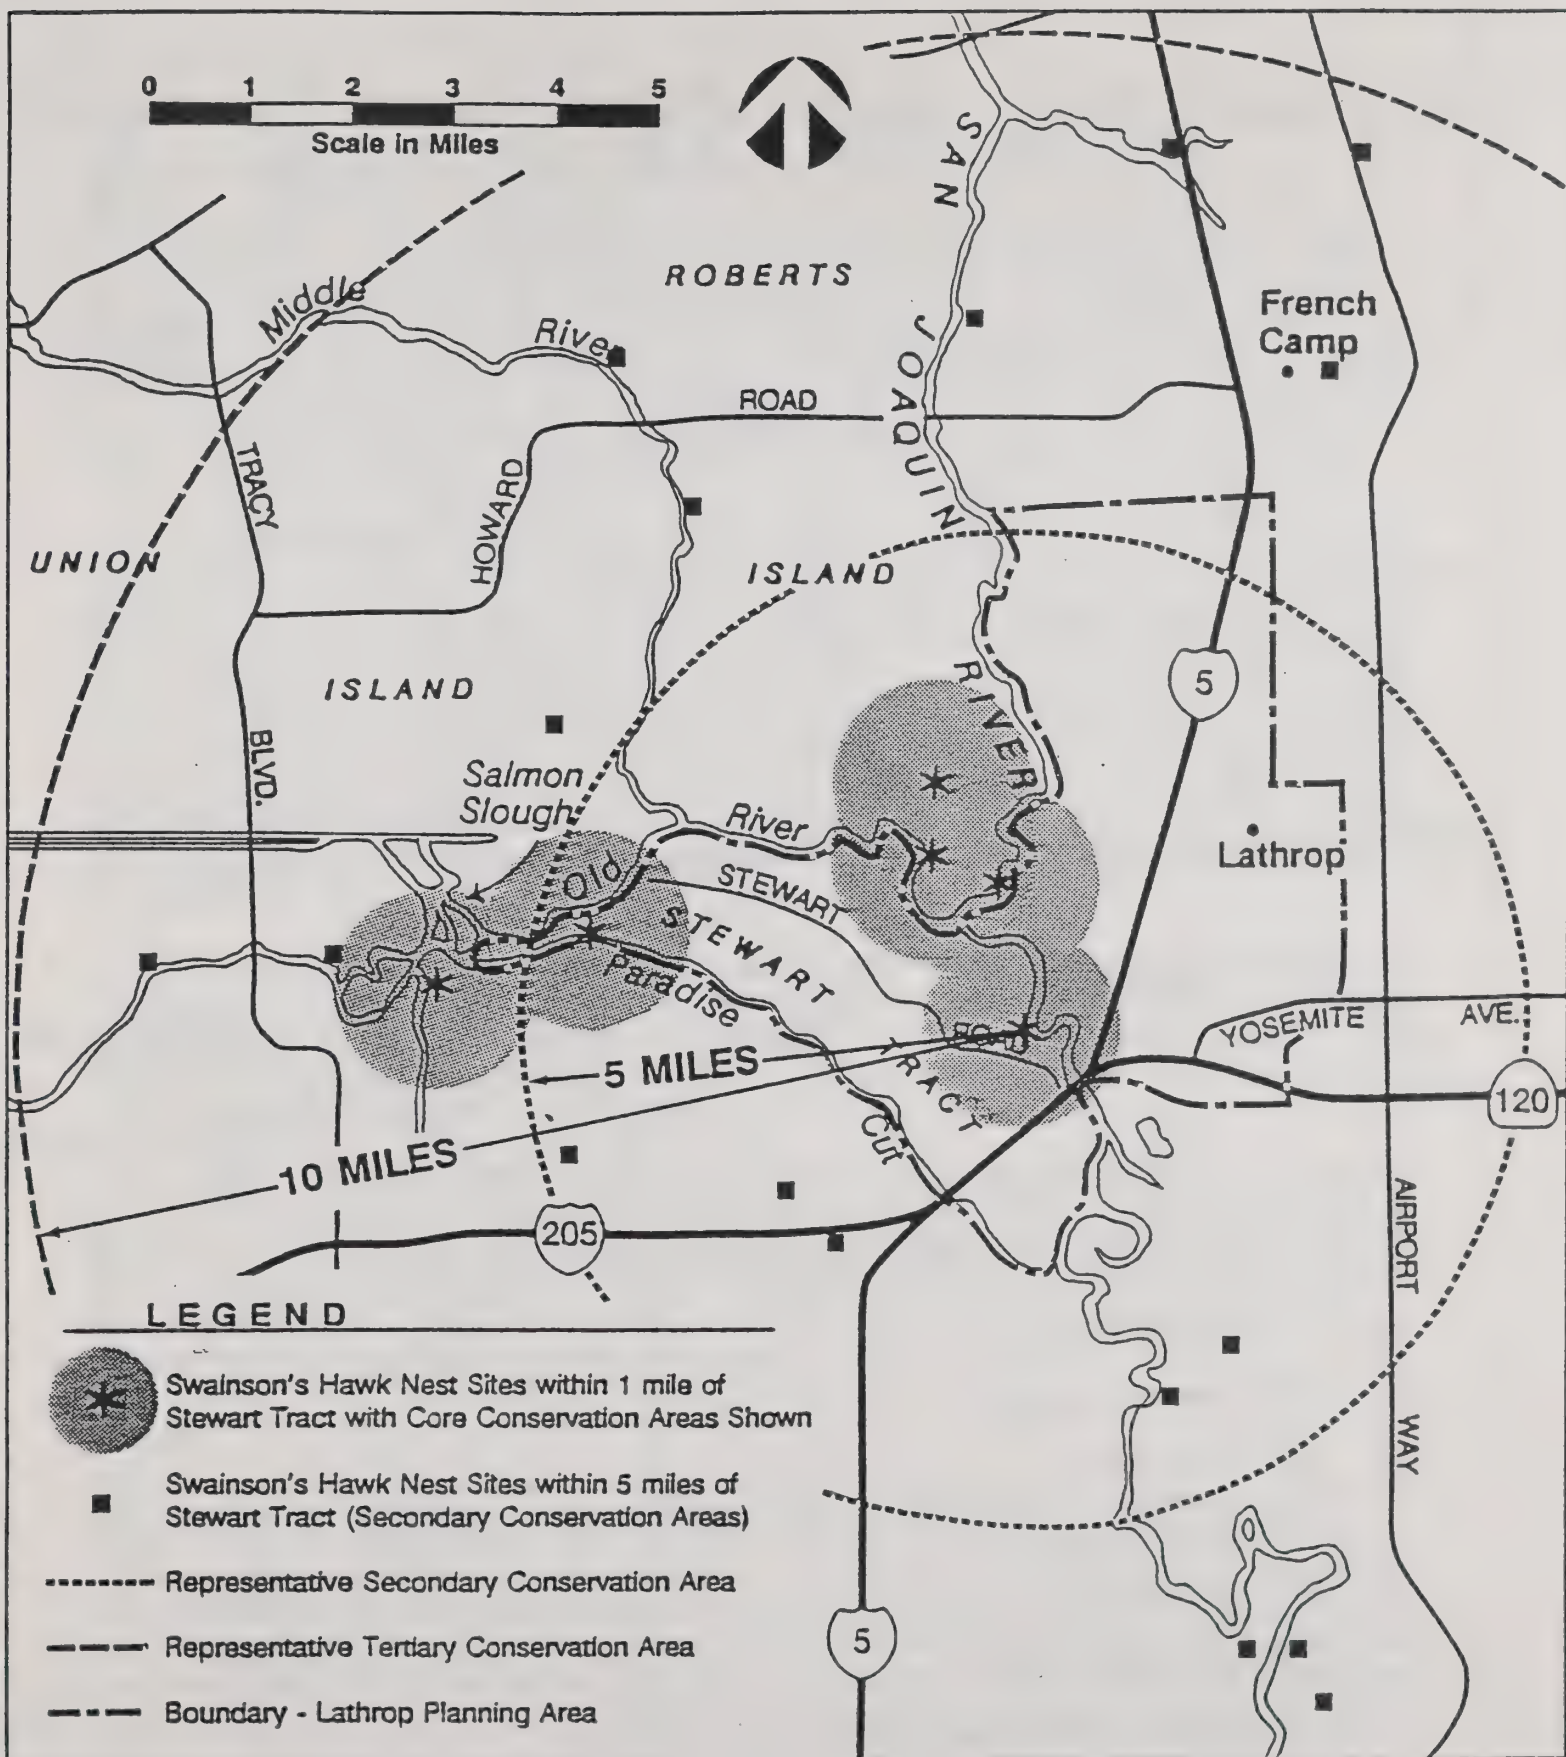 0 1 2 3 4 5
Scale in Miles
SAN
JOAQUIN
RIVER
ROBERTS
ISLAND
French
Camp
Middle
River
ROAD
HOWARD
TRACY
BLVD.
UNION
ISLAND
5
Salmon
Slough
Old
River
STEWART
STEWART
TRACT
Paradise
Cut
Lathrop
5 MILES
10 MILES
YOSEMITE
AVE.
120
205
AIRPORT
WAY
5
LEGEND
Swainson's Hawk Nest Sites within 1 mile of
Stewart Tract with Core Conservation Areas Shown
Swainson's Hawk Nest Sites within 5 miles of
Stewart Tract (Secondary Conservation Areas)
Representative Secondary Conservation Area
Representative Tertiary Conservation Area
Boundary - Lathrop Planning Area